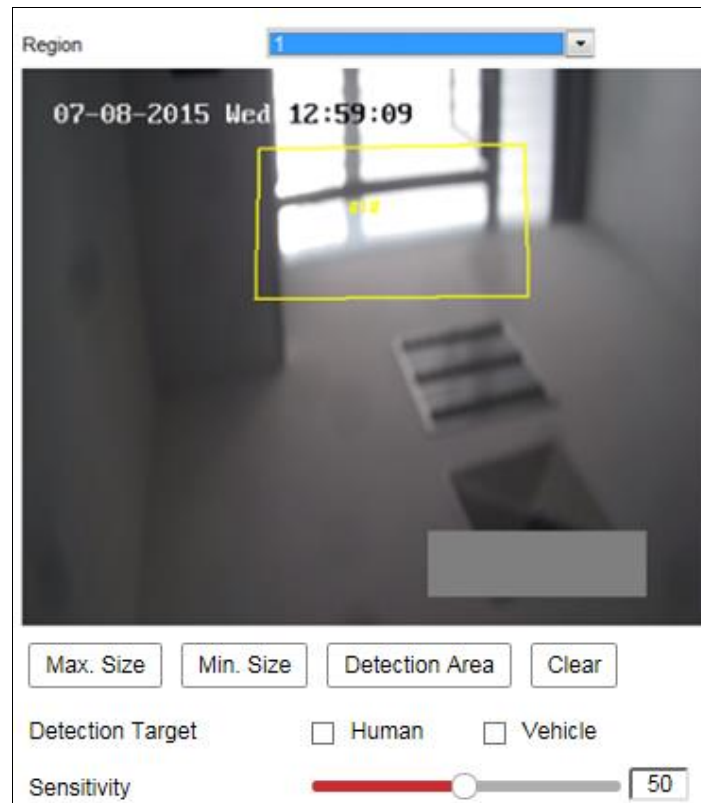 Region 1
07-08-2015 Wed 12:59:09
#1#
Max. Size Min. Size Detection Area Clear
Detection Target Human Vehicle
Sensitivity 50